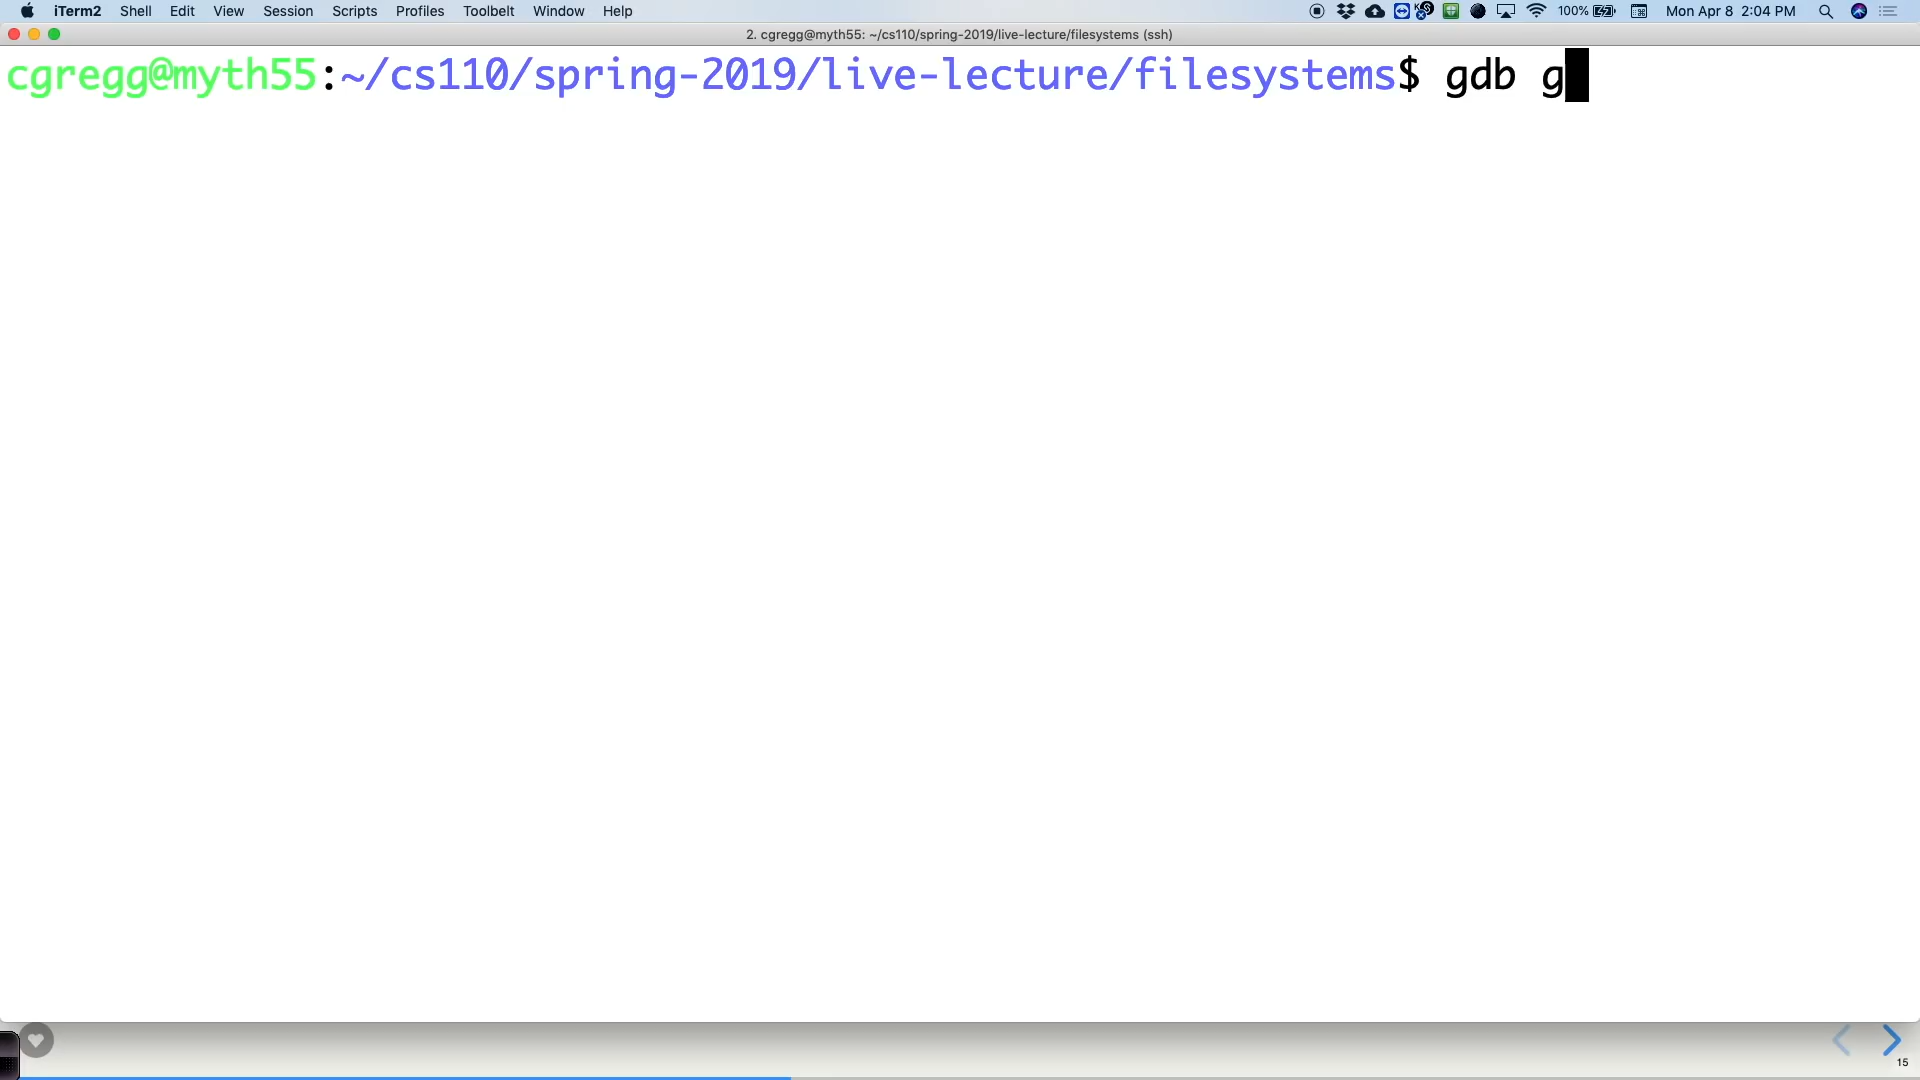 iTerm2 Shell Edit View Session Scripts Profiles Toolbelt Window Help 100% Mon Apr 8 2:04 PM
2. cgregg@myth55: ~/cs110/spring-2019/live-lecture/filesystems (ssh)
cgregg@myth55:~/cs110/spring-2019/live-lecture/filesystems$ gdb g
15